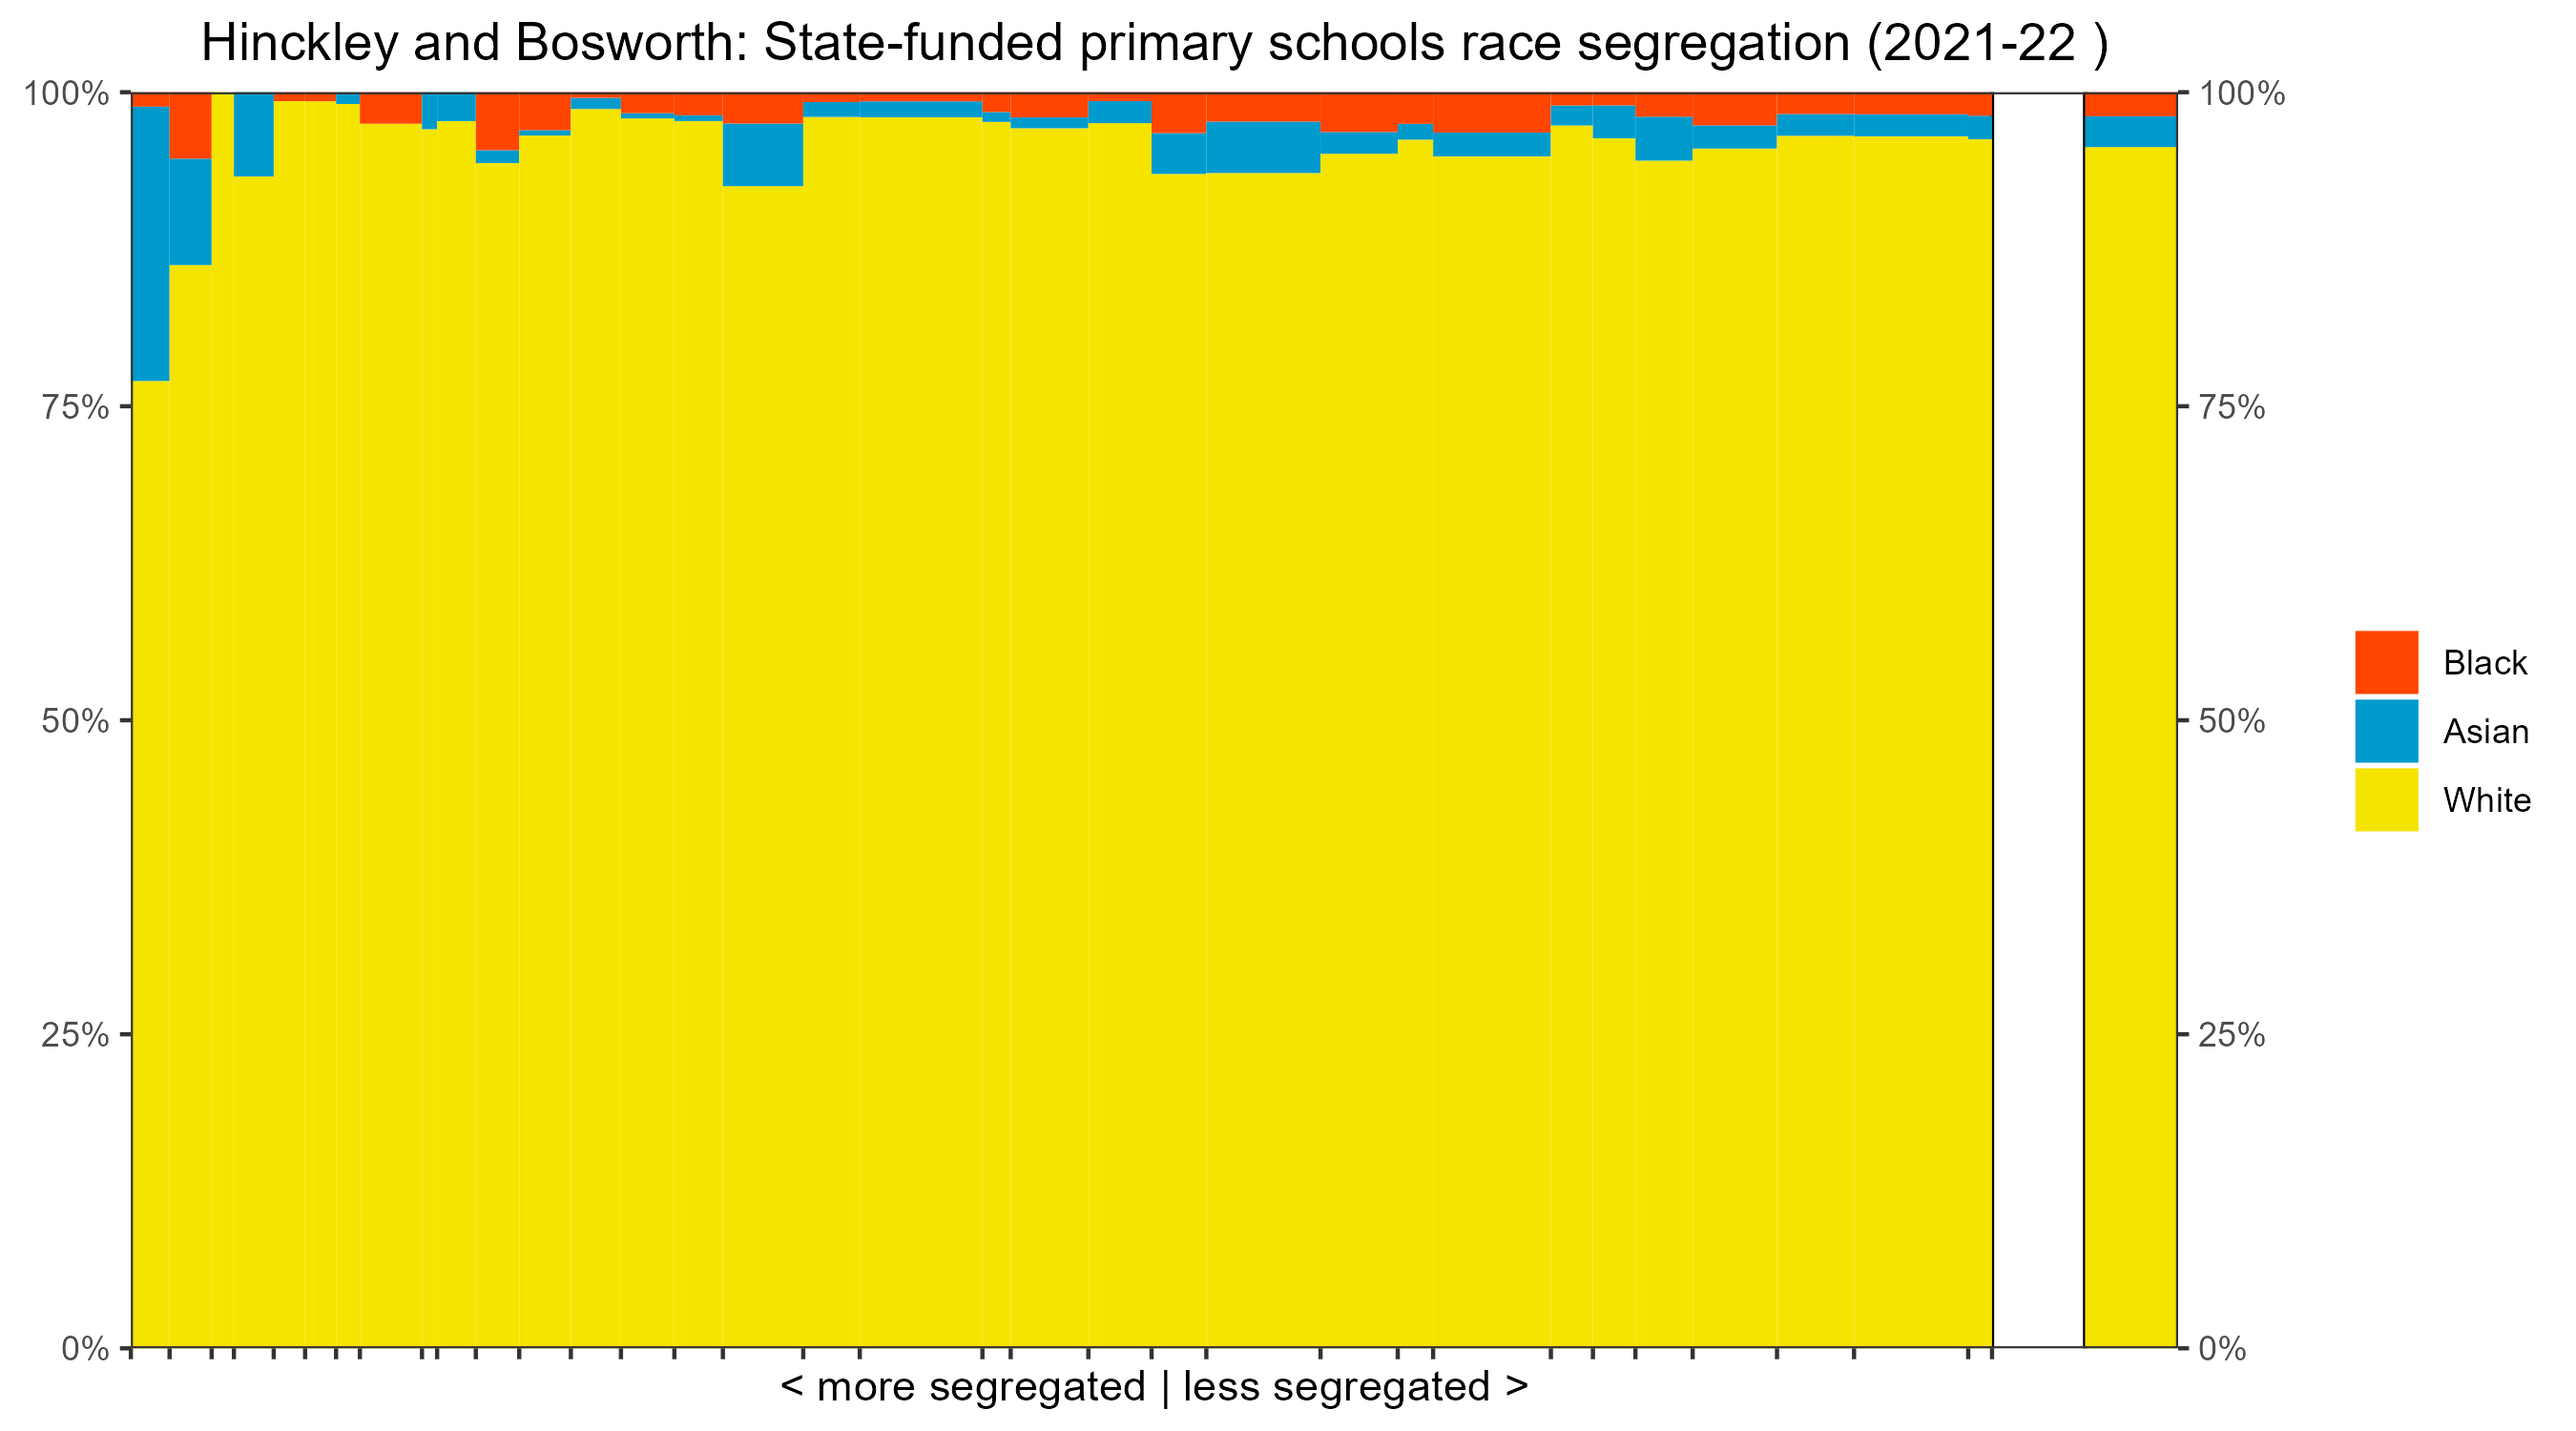 Hinckley and Bosworth: State-funded primary schools race segregation (2021-22 )
100%
75%
50%
25%
0%
100%
75%
50%
25%
0%
Black
Asian
White
< more segregated | less segregated >